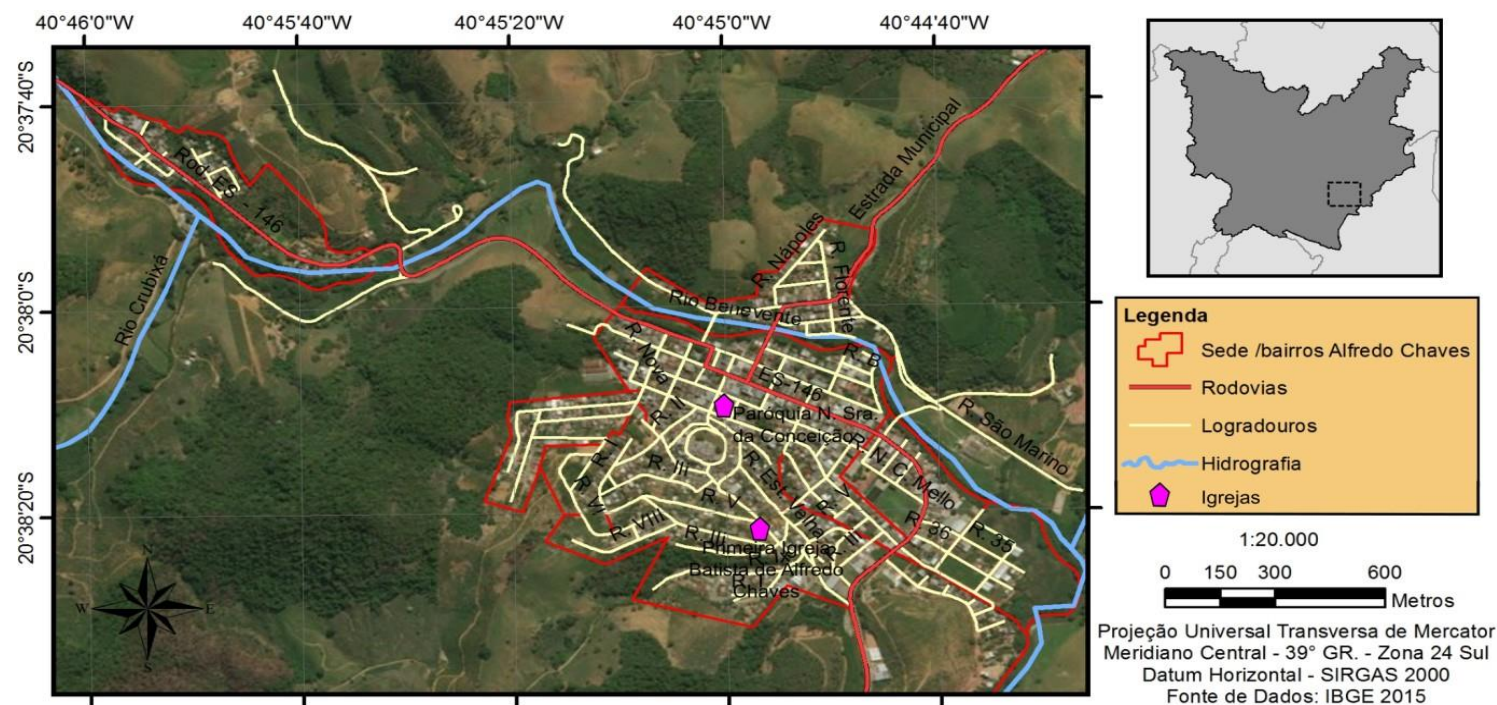 40°46'0"W
40°45'40"W
40°45'20"W
40°45'0"W
40°44'40"W
20°37'40"S
20°38'0"S
20°38'20"S
Rod. ES - 146
Rio Crubixá
Estrada Municipal
R. Nápoles
R. Florente
Rio Benevente
R. B
R. Nova
ES-146
R. II
Paróquia N. Sra.
da Conceição
R. São Marino
R. I
R. III
R. N. C. Mello
R. VI
R. V
R. Est. Velha
R. V
R. VIII
R. III
R. III
R. 36
R. 35
Primeira Igreja
R. IX
Batista de Alfredo
R. I
Chaves
N
W
E
S
Legenda
Sede /bairros Alfredo Chaves
Rodovias
Logradouros
Hidrografia
Igrejas
1:20.000
0 150 300 600
Metros
Projeção Universal Transversa de Mercator
Meridiano Central - 39° GR. - Zona 24 Sul
Datum Horizontal - SIRGAS 2000
Fonte de Dados: IBGE 2015